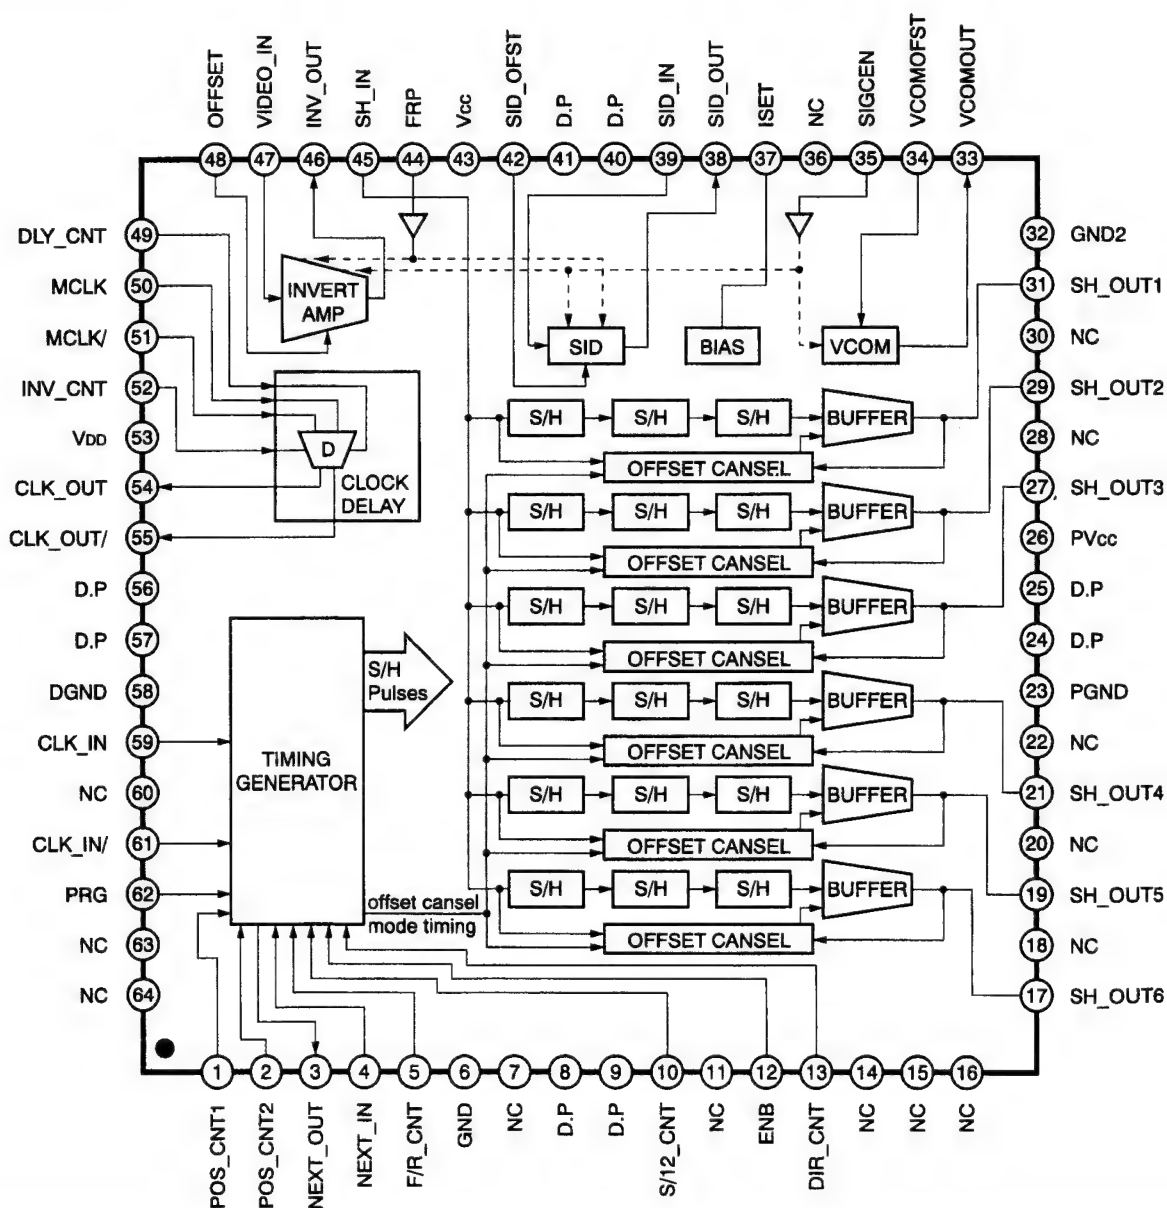 OFFSET
VIDEO_IN
INV_OUT
SH_IN
FRP
Vcc
SID_OFST
D.P
D.P
SID_IN
SID_OUT
ISET
NC
SIGCEN
VCOMOFST
VCOMOUT
48 47 46 45 44 43 42 41 40 39 38 37 36 35 34 33
DLY_CNT 49
MCLK 50
MCLK/ 51
INV_CNT 52
VDD 53
CLK_OUT 54
CLK_OUT/ 55
D.P 56
D.P 57
DGND 58
CLK_IN 59
NC 60
CLK_IN/ 61
PRG 62
NC 63
NC 64
INVERT
AMP
SID
BIAS
VCOM
D
CLOCK
DELAY
S/H S/H S/H BUFFER
OFFSET CANSEL
S/H S/H S/H BUFFER
OFFSET CANSEL
S/H S/H S/H BUFFER
OFFSET CANSEL
S/H S/H S/H BUFFER
OFFSET CANSEL
S/H S/H S/H BUFFER
OFFSET CANSEL
S/H S/H S/H BUFFER
OFFSET CANSEL
S/H
Pulses
TIMING
GENERATOR
offset cansel
mode timing
32 GND2
31 SH_OUT1
30 NC
29 SH_OUT2
28 NC
27 SH_OUT3
26 PVcc
25 D.P
24 D.P
23 PGND
22 NC
21 SH_OUT4
20 NC
19 SH_OUT5
18 NC
17 SH_OUT6
1 2 3 4 5 6 7 8 9 10 11 12 13 14 15 16
POS_CNT1
POS_CNT2
NEXT_OUT
NEXT_IN
F/R_CNT
GND
NC
D.P
D.P
S/12_CNT
NC
ENB
DIR_CNT
NC
NC
NC